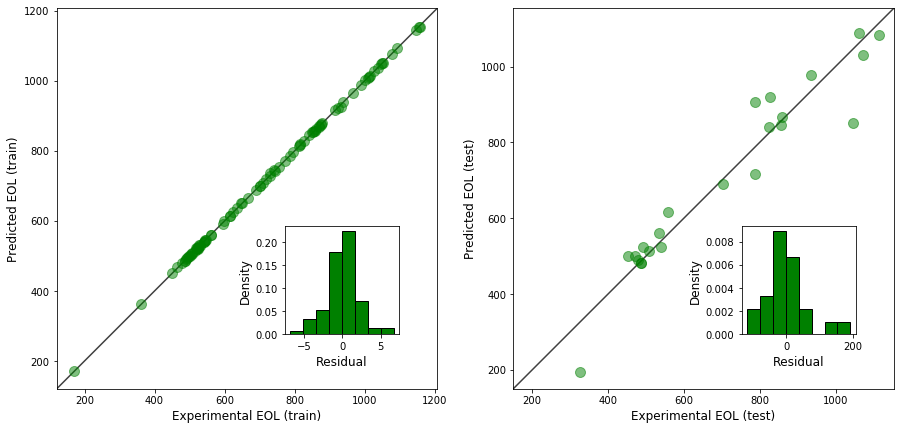 Predicted EOL (train)
1200
1000
800
600
400
200
200 400 600 800 1000 1200
Experimental EOL (train)
Density
0.20
0.15
0.10
0.05
0.00
−5 0 5
Residual
Predicted EOL (test)
1000
800
600
400
200
200 400 600 800 1000
Experimental EOL (test)
Density
0.008
0.006
0.004
0.002
0.000
0 200
Residual